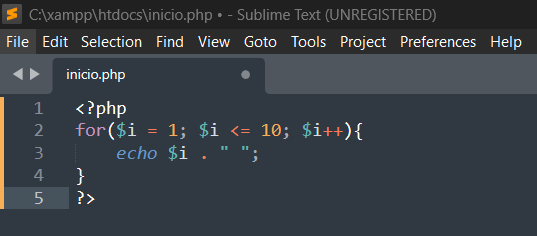 C:\xampp\htdocs\inicio.php • - Sublime Text (UNREGISTERED)
File Edit Selection Find View Goto Tools Project Preferences Help
inicio.php
1 <?php
2 for($i = 1; $i <= 10; $i++){
3     echo $i . " ";
4 }
5 ?>